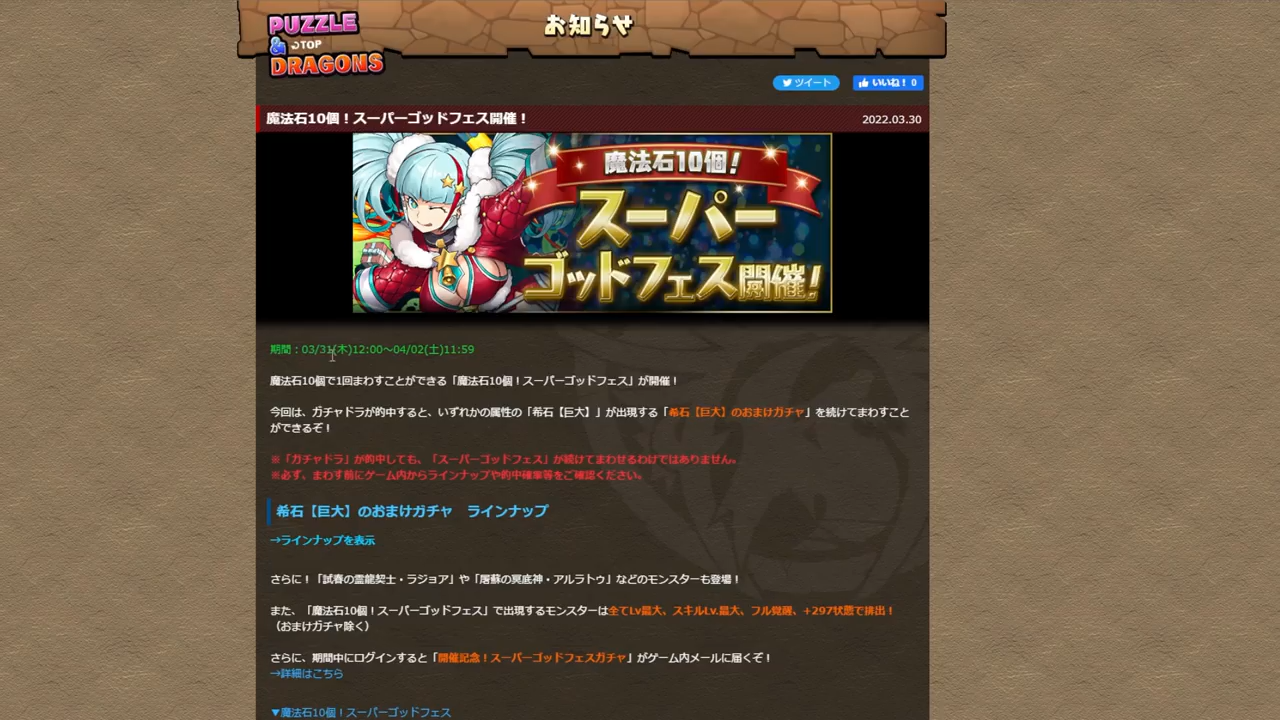 お知らせ
PUZZLE
TOP
& DRAGONS
ツイート
いいね！ 0
魔法石10個！スーパーゴッドフェス開催！
2022.03.30
魔法石10個！
スーパー
ゴッドフェス開催！
期間：03/31(木)12:00～04/02(土)11:59
魔法石10個で1回まわすことができる「魔法石10個！スーパーゴッドフェス」が開催！
今回は、ガチャドラが的中すると、いずれかの属性の「希石【巨大】」が出現する「希石【巨大】のおまけガチャ」を続けてまわすこと
ができるぞ！
※「ガチャドラ」が的中しても、「スーパーゴッドフェス」が続けてまわせるわけではありません。
※必ず、まわす前にゲーム内からラインナップや的中確率等をご確認ください。
希石【巨大】のおまけガチャ　ラインナップ
→ラインナップを表示
さらに！「試春の霊龍契士・ラジョア」や「屠蘇の冥底神・アルラトゥ」などのモンスターも登場！
また、「魔法石10個！スーパーゴッドフェス」で出現するモンスターは全てLv最大、スキルLv.最大、フル覚醒、+297状態で排出！
（おまけガチャ除く）
さらに、期間中にログインすると「開催記念！スーパーゴッドフェスガチャ」がゲーム内メールに届くぞ！
→詳細はこちら
▼魔法石10個！スーパーゴッドフェス